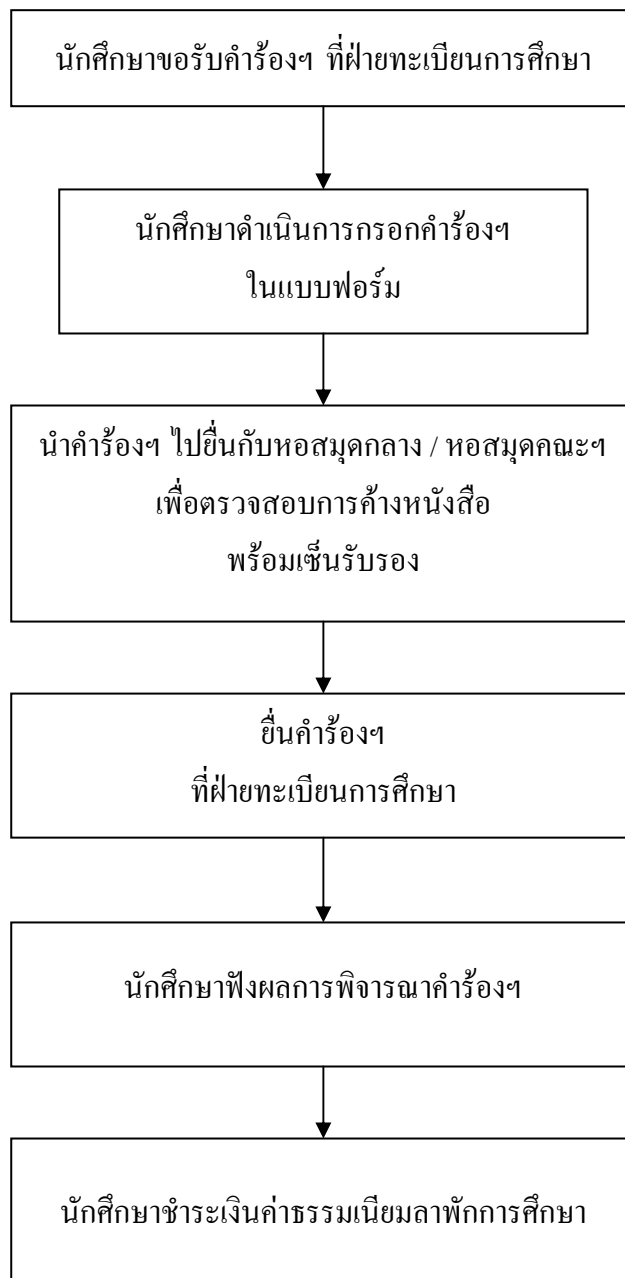 นักศึกษาขอรับคำร้องฯ ที่ฝ่ายทะเบียนการศึกษา
นักศึกษาดำเนินการกรอกคำร้องฯ
ในแบบฟอร์ม
นำคำร้องฯ ไปยื่นกับหอสมุดกลาง / หอสมุดคณะฯ
เพื่อตรวจสอบการค้างหนังสือ
พร้อมเซ็นรับรอง
ยื่นคำร้องฯ
ที่ฝ่ายทะเบียนการศึกษา
นักศึกษาฟังผลการพิจารณาคำร้องฯ
นักศึกษาชำระเงินค่าธรรมเนียมลาพักการศึกษา